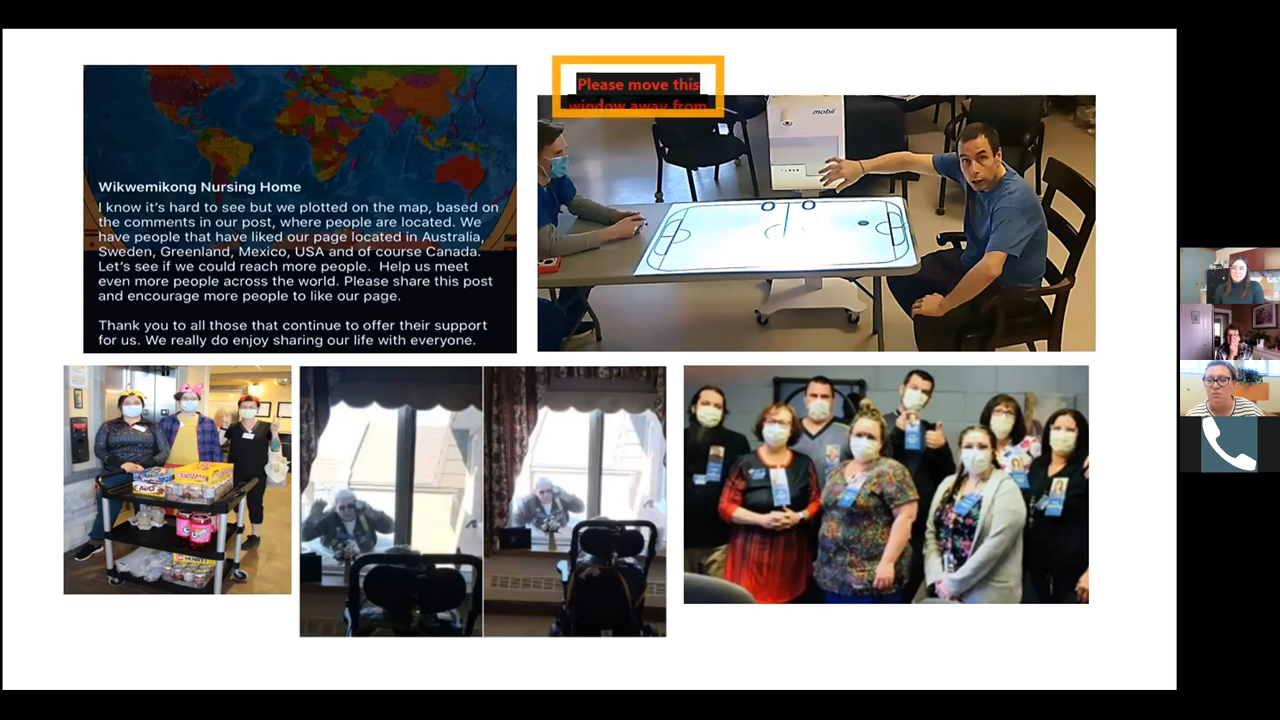 Please move this
window away from
mobii
Wikwemikong Nursing Home
I know it's hard to see but we plotted on the map, based on
the comments in our post, where people are located. We
have people that have liked our page located in Australia,
Sweden, Greenland, Mexico, USA and of course Canada.
Let's see if we could reach more people. Help us meet
even more people across the world. Please share this post
and encourage more people to like our page.
Thank you to all those that continue to offer their support
for us. We really do enjoy sharing our life with everyone.